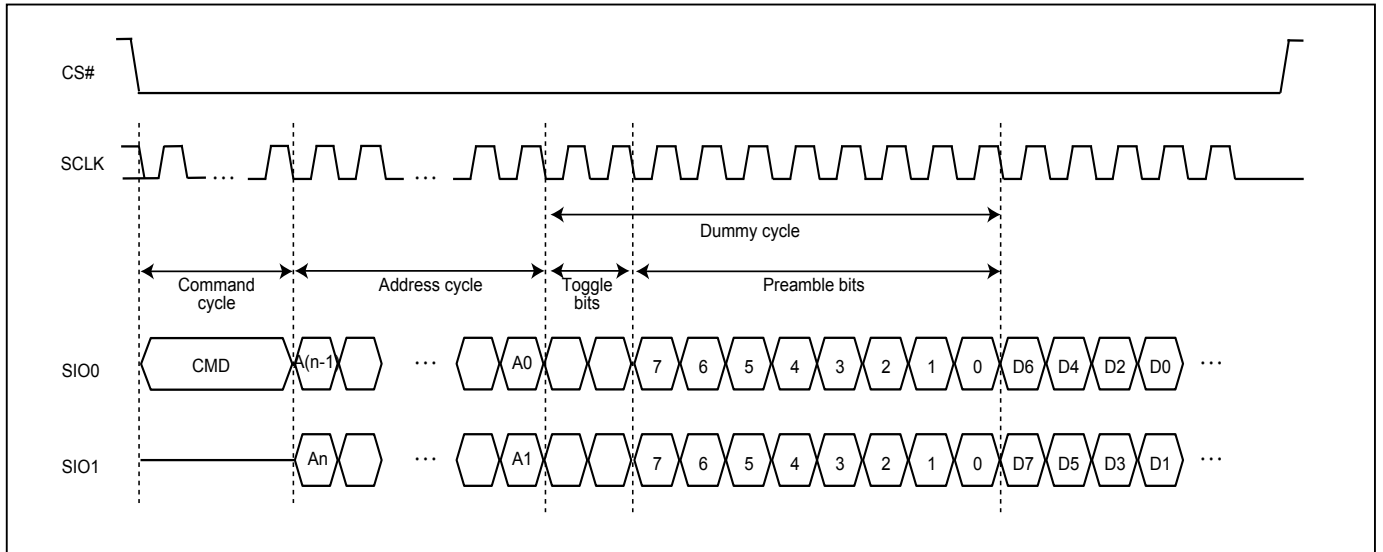 CS#
SCLK
...
...
Dummy cycle
Command cycle
Address cycle
Toggle bits
Preamble bits
SIO0
CMD
A(n-1)
...
A0
7 6 5 4 3 2 1 0
D6 D4 D2 D0
...
SIO1
An
...
A1
7 6 5 4 3 2 1 0
D7 D5 D3 D1
...